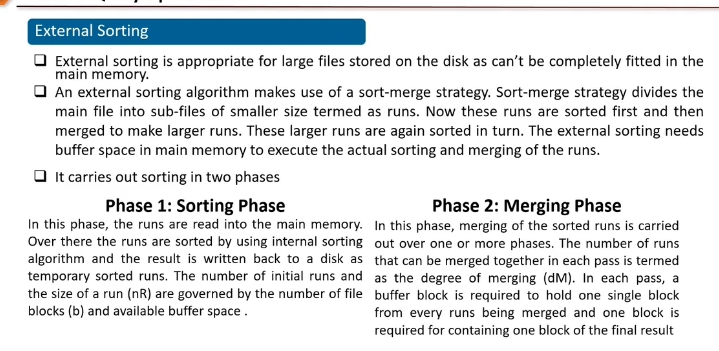 External Sorting
❑ External sorting is appropriate for large files stored on the disk as can't be completely fitted in the
main memory.
❑ An external sorting algorithm makes use of a sort-merge strategy. Sort-merge strategy divides the
main file into sub-files of smaller size termed as runs. Now these runs are sorted first and then
merged to make larger runs. These larger runs are again sorted in turn. The external sorting needs
buffer space in main memory to execute the actual sorting and merging of the runs.
❑ It carries out sorting in two phases
Phase 1: Sorting Phase
In this phase, the runs are read into the main memory.
Over there the runs are sorted by using internal sorting
algorithm and the result is written back to a disk as
temporary sorted runs. The number of initial runs and
the size of a run (nR) are governed by the number of file
blocks (b) and available buffer space .
Phase 2: Merging Phase
In this phase, merging of the sorted runs is carried
out over one or more phases. The number of runs
that can be merged together in each pass is termed
as the degree of merging (dM). In each pass, a
buffer block is required to hold one single block
from every runs being merged and one block is
required for containing one block of the final result